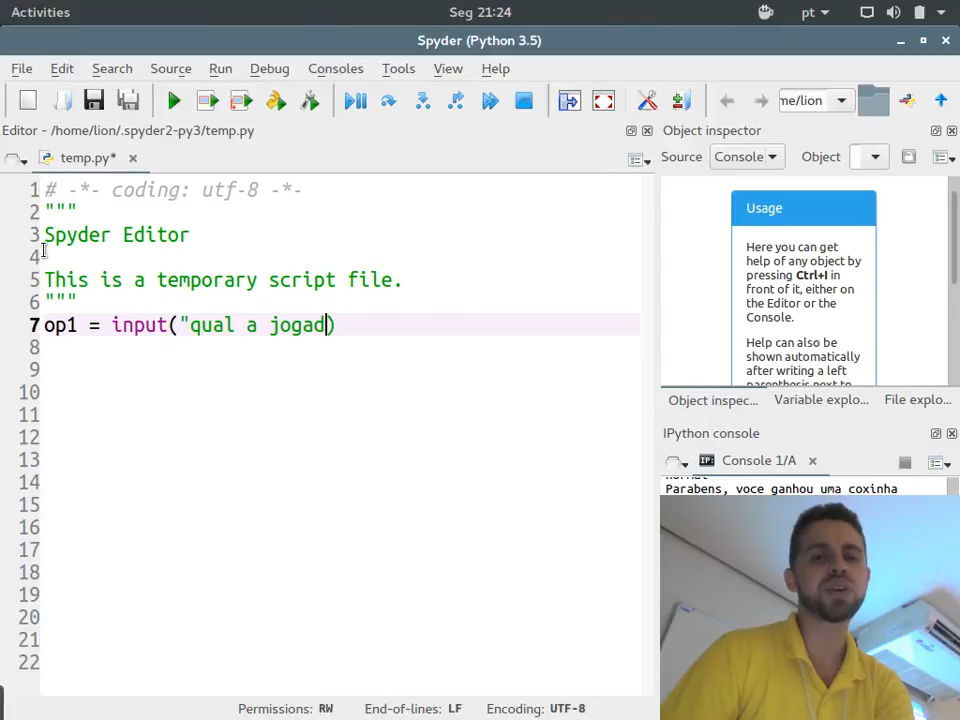 Activities
Seg 21:24
pt
Spyder (Python 3.5)
File Edit Search Source Run Debug Consoles Tools View Help
me/lion
Editor - /home/lion/.spyder2-py3/temp.py
Object inspector
temp.py*
Source Console Object
1 # -*- coding: utf-8 -*-
2 """
3 Spyder Editor
4
5 This is a temporary script file.
6 """
7 op1 = input("qual a jogad)
8
9
10
11
12
13
14
15
16
17
18
19
20
21
22
Usage
Here you can get
help of any object by
pressing Ctrl+I in
front of it, either on
the Editor or the
Console.
Help can also be
shown automatically
after writing a left
parenthesis next to
Object inspec... Variable explo... File explo...
IPython console
IP: Console 1/A
normal
Parabens, voce ganhou uma coxinha
Permissions: RW End-of-lines: LF Encoding: UTF-8